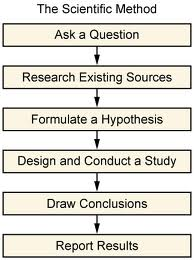 The Scientific Method
Ask a Question
Research Existing Sources
Formulate a Hypothesis
Design and Conduct a Study
Draw Conclusions
Report Results